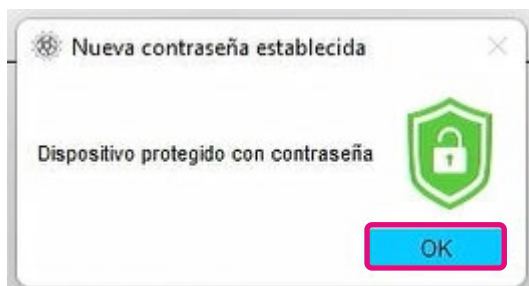 Nueva contraseña establecida
Dispositivo protegido con contraseña
OK